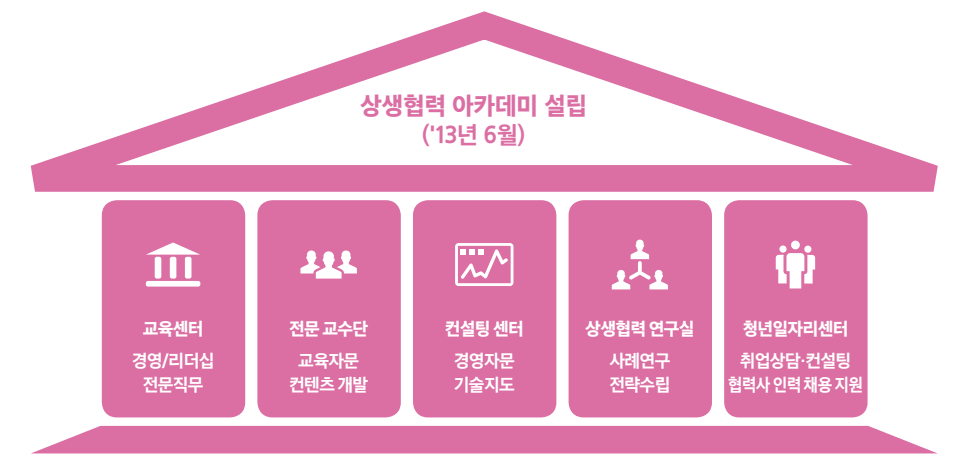 상생협력 아카데미 설립
('13년 6월)
교육센터
경영/리더십
전문직무
전문 교수단
교육자문
컨텐츠 개발
컨설팅 센터
경영자문
기술지도
상생협력 연구실
사례연구
전략수립
청년일자리센터
취업상담·컨설팅
협력사 인력 채용 지원